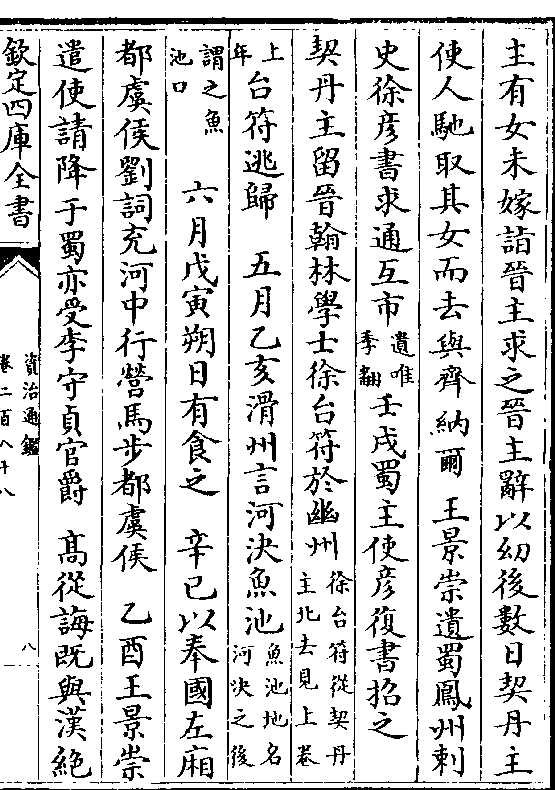 主有女未嫁詣晉主求之晉主辭以幼後數日契丹主
使人馳取其女而去與齊納爾　王景崇遺蜀鳳州刺
史徐彦書求通互市遺唯季翻壬戌蜀主使彦復書招之
契丹主留晉翰林學士徐台符於幽州徐台符從契丹主北去見上卷
上年台符逃歸　五月乙亥滑州言河決魚池魚池地名河決之後
謂之魚池口　六月戊寅朔日有食之　辛巳以奉國左廂
都虞侯劉詞充河中行營馬步都虞侯　乙酉王景崇
遣使請降于蜀亦受李守貞官爵　高從誨既與漢絶
欽定四庫全書
資治通鑑
卷二百八十八
八